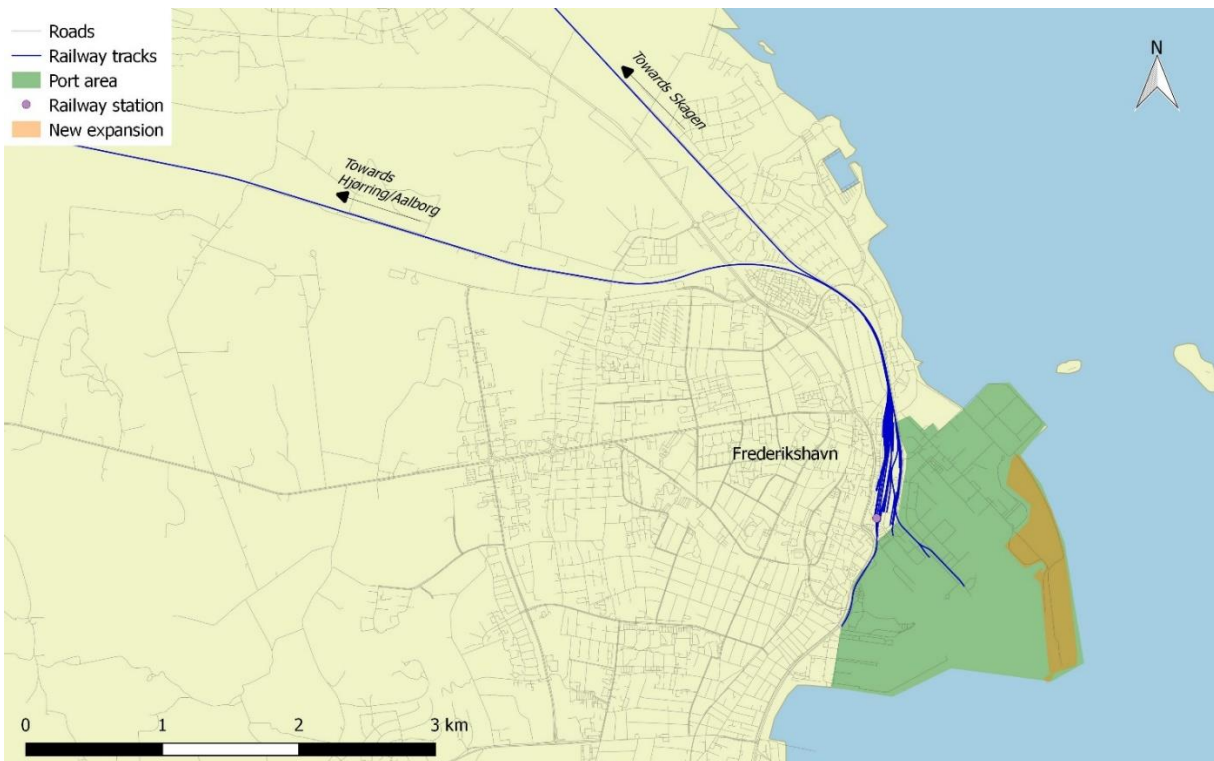 Roads
Railway tracks
Port area
Railway station
New expansion
N
Towards Skagen
Towards
Hjørring/Aalborg
Frederikshavn
0 1 2 3 km